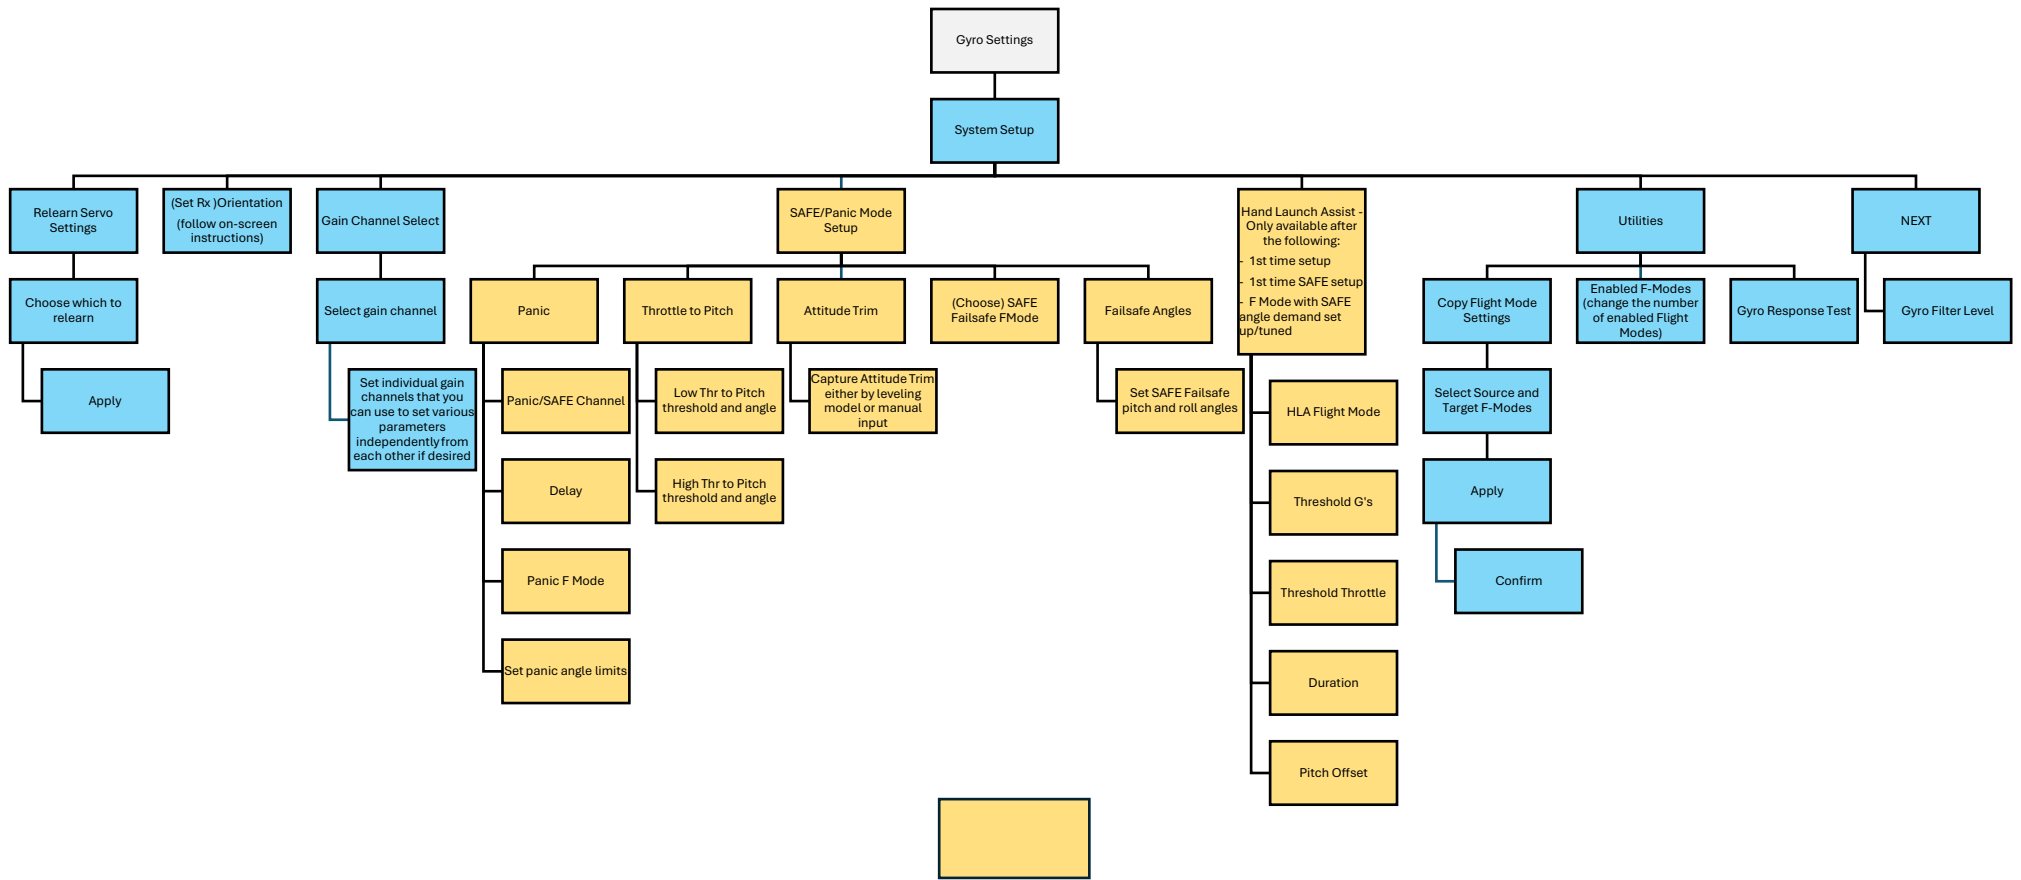 Gyro Settings
System Setup
Relearn Servo
Settings
(Set Rx )Orientation
(follow on-screen
instructions)
Gain Channel Select
SAFE/Panic Mode
Setup
Hand Launch Assist -
Only available after
the following:
- 1st time setup
- 1st time SAFE setup
- F Mode with SAFE
angle demand set
up/tuned
Utilities
NEXT
Choose which to
relearn
Select gain channel
Panic
Throttle to Pitch
Attitude Trim
(Choose) SAFE
Failsafe FMode
Failsafe Angles
Copy Flight Mode
Settings
Enabled F-Modes
(change the number
of enabled Flight
Modes)
Gyro Response Test
Gyro Filter Level
Apply
Set individual gain
channels that you
can use to set various
parameters
independently from
each other if desired
Panic/SAFE Channel
Low Thr to Pitch
threshold and angle
Capture Attitude Trim
either by leveling
model or manual
input
Set SAFE Failsafe
pitch and roll angles
HLA Flight Mode
Select Source and
Target F-Modes
Delay
High Thr to Pitch
threshold and angle
Threshold G's
Apply
Panic F Mode
Threshold Throttle
Confirm
Set panic angle limits
Duration
Pitch Offset